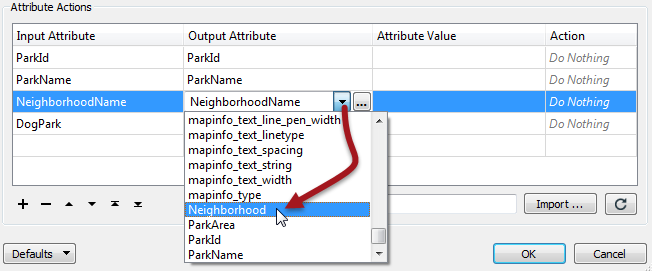 Attribute Actions
Input Attribute Output Attribute Attribute Value Action
ParkId ParkId Do Nothing
ParkName ParkName Do Nothing
NeighborhoodName NeighborhoodName ... Do Nothing
DogPark Do Nothing
mapinfo_text_line_pen_width
mapinfo_text_linetype
mapinfo_text_spacing
mapinfo_text_string
mapinfo_text_width
mapinfo_type
Neighborhood
ParkArea
ParkId
ParkName
Import ...
Defaults OK Cancel